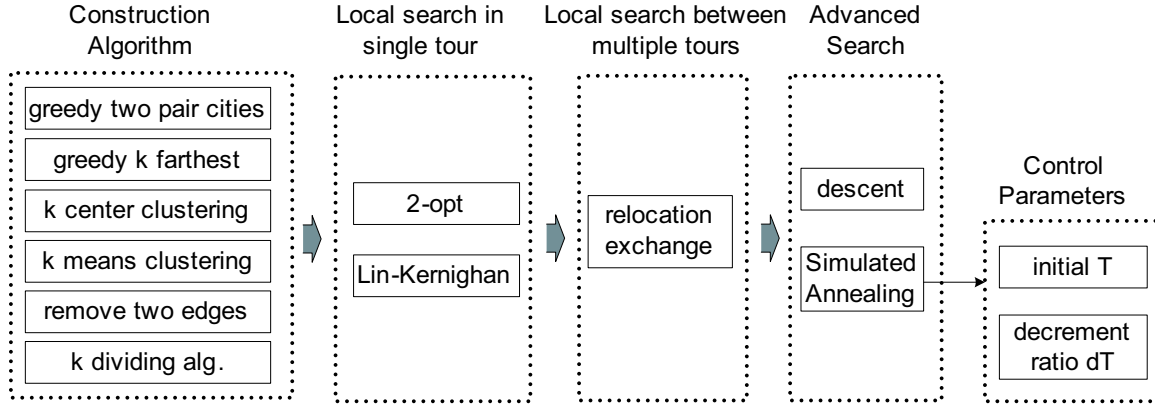 Construction
Algorithm
greedy two pair cities
greedy k farthest
k center clustering
k means clustering
remove two edges
k dividing alg.
Local search in
single tour
2-opt
Lin-Kernighan
Local search between
multiple tours
relocation
exchange
Advanced
Search
descent
Simulated
Annealing
Control
Parameters
initial T
decrement
ratio dT